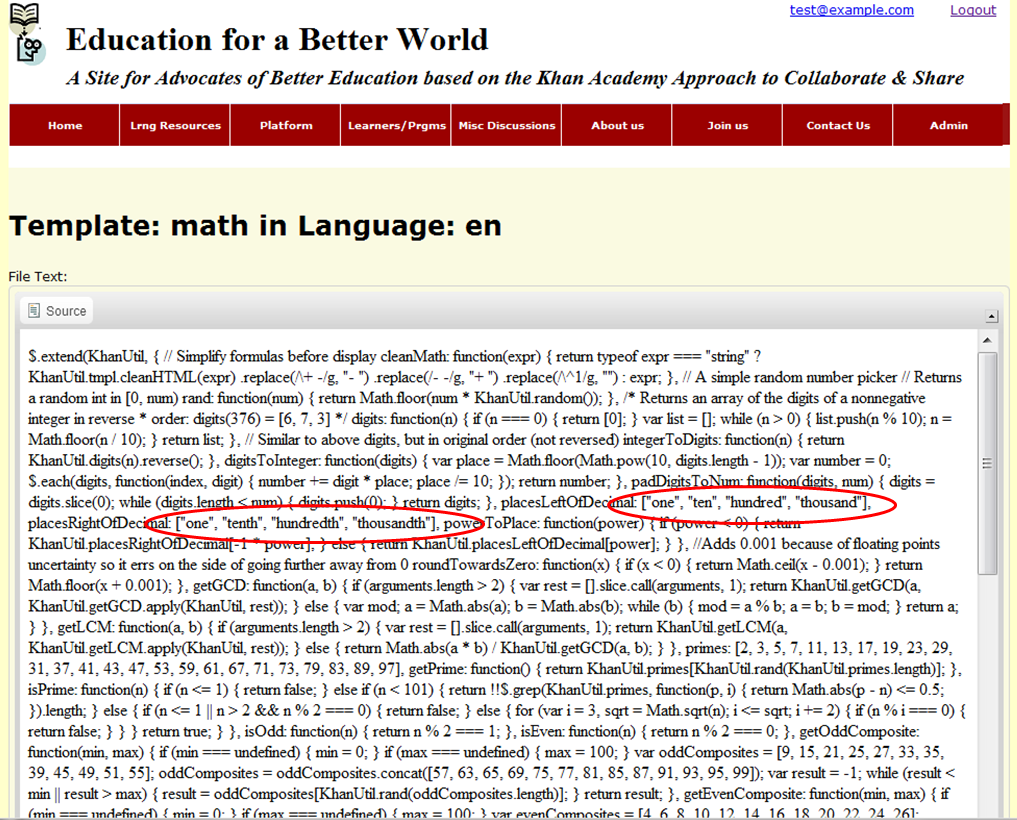 test@example.com Logout
Education for a Better World
A Site for Advocates of Better Education based on the Khan Academy Approach to Collaborate & Share
Home Lrng Resources Platform Learners/Prgms Misc Discussions About us Join us Contact Us Admin
Template: math in Language: en
File Text:
Source
$.extend(KhanUtil, { // Simplify formulas before display cleanMath: function(expr) { return typeof expr === "string" ?
KhanUtil.tmpl.cleanHTML(expr) .replace(/\+ -/g, "- ") .replace(/- -/g, "+ ") .replace(/\^1/g, "") : expr; }, // A simple random number picker // Returns
a random int in [0, num) rand: function(num) { return Math.floor(num * KhanUtil.random()); }, /* Returns an array of the digits of a nonnegative
integer in reverse * order: digits(376) = [6, 7, 3] */ digits: function(n) { if (n === 0) { return [0]; } var list = []; while (n > 0) { list.push(n % 10); n =
Math.floor(n / 10); } return list; }, // Similar to above digits, but in original order (not reversed) integerToDigits: function(n) { return
KhanUtil.digits(n).reverse(); }, digitsToInteger: function(digits) { var place = Math.floor(Math.pow(10, digits.length - 1)); var number = 0;
$.each(digits, function(index, digit) { number += digit * place; place /= 10; }); return number; }, padDigitsToNum: function(digits, num) { digits =
digits.slice(0); while (digits.length < num) { digits.push(0); } return digits; }, placesLeftOfDecimal: ["one", "ten", "hundred", "thousand"],
placesRightOfDecimal: ["one", "tenth", "hundredth", "thousandth"], powerToPlace: function(power) { if (power < 0) { return
KhanUtil.placesRightOfDecimal[-1 * power]; } else { return KhanUtil.placesLeftOfDecimal[power]; } }, //Adds 0.001 because of floating points
uncertainty so it errs on the side of going further away from 0 roundTowardsZero: function(x) { if (x < 0) { return Math.ceil(x - 0.001); } return
Math.floor(x + 0.001); }, getGCD: function(a, b) { if (arguments.length > 2) { var rest = [].slice.call(arguments, 1); return KhanUtil.getGCD(a,
KhanUtil.getGCD.apply(KhanUtil, rest)); } else { var mod; a = Math.abs(a); b = Math.abs(b); while (b) { mod = a % b; a = b; b = mod; } return a;
} }, getLCM: function(a, b) { if (arguments.length > 2) { var rest = [].slice.call(arguments, 1); return KhanUtil.getLCM(a,
KhanUtil.getLCM.apply(KhanUtil, rest)); } else { return Math.abs(a * b) / KhanUtil.getGCD(a, b); } }, primes: [2, 3, 5, 7, 11, 13, 17, 19, 23, 29,
31, 37, 41, 43, 47, 53, 59, 61, 67, 71, 73, 79, 83, 89, 97], getPrime: function() { return KhanUtil.primes[KhanUtil.rand(KhanUtil.primes.length)]; },
isPrime: function(n) { if (n <= 1) { return false; } else if (n < 101) { return !!$.grep(KhanUtil.primes, function(p, i) { return Math.abs(p - n) <= 0.5;
}).length; } else { if (n <= 1 || n > 2 && n % 2 === 0) { return false; } else { for (var i = 3, sqrt = Math.sqrt(n); i <= sqrt; i += 2) { if (n % i === 0) {
return false; } } } return true; } }, isOdd: function(n) { return n % 2 === 1; }, isEven: function(n) { return n % 2 === 0; }, getOddComposite:
function(min, max) { if (min === undefined) { min = 0; } if (max === undefined) { max = 100; } var oddComposites = [9, 15, 21, 25, 27, 33, 35,
39, 45, 49, 51, 55]; oddComposites = oddComposites.concat([57, 63, 65, 69, 75, 77, 81, 85, 87, 91, 93, 95, 99]); var result = -1; while (result <
min || result > max) { result = oddComposites[KhanUtil.rand(oddComposites.length)]; } return result; }, getEvenComposite: function(min, max) { if
(min === undefined) { min = 0; } if (max === undefined) { max = 100; } var evenComposites = [4, 6, 8, 10, 12, 14, 16, 18, 20, 22, 24, 26];